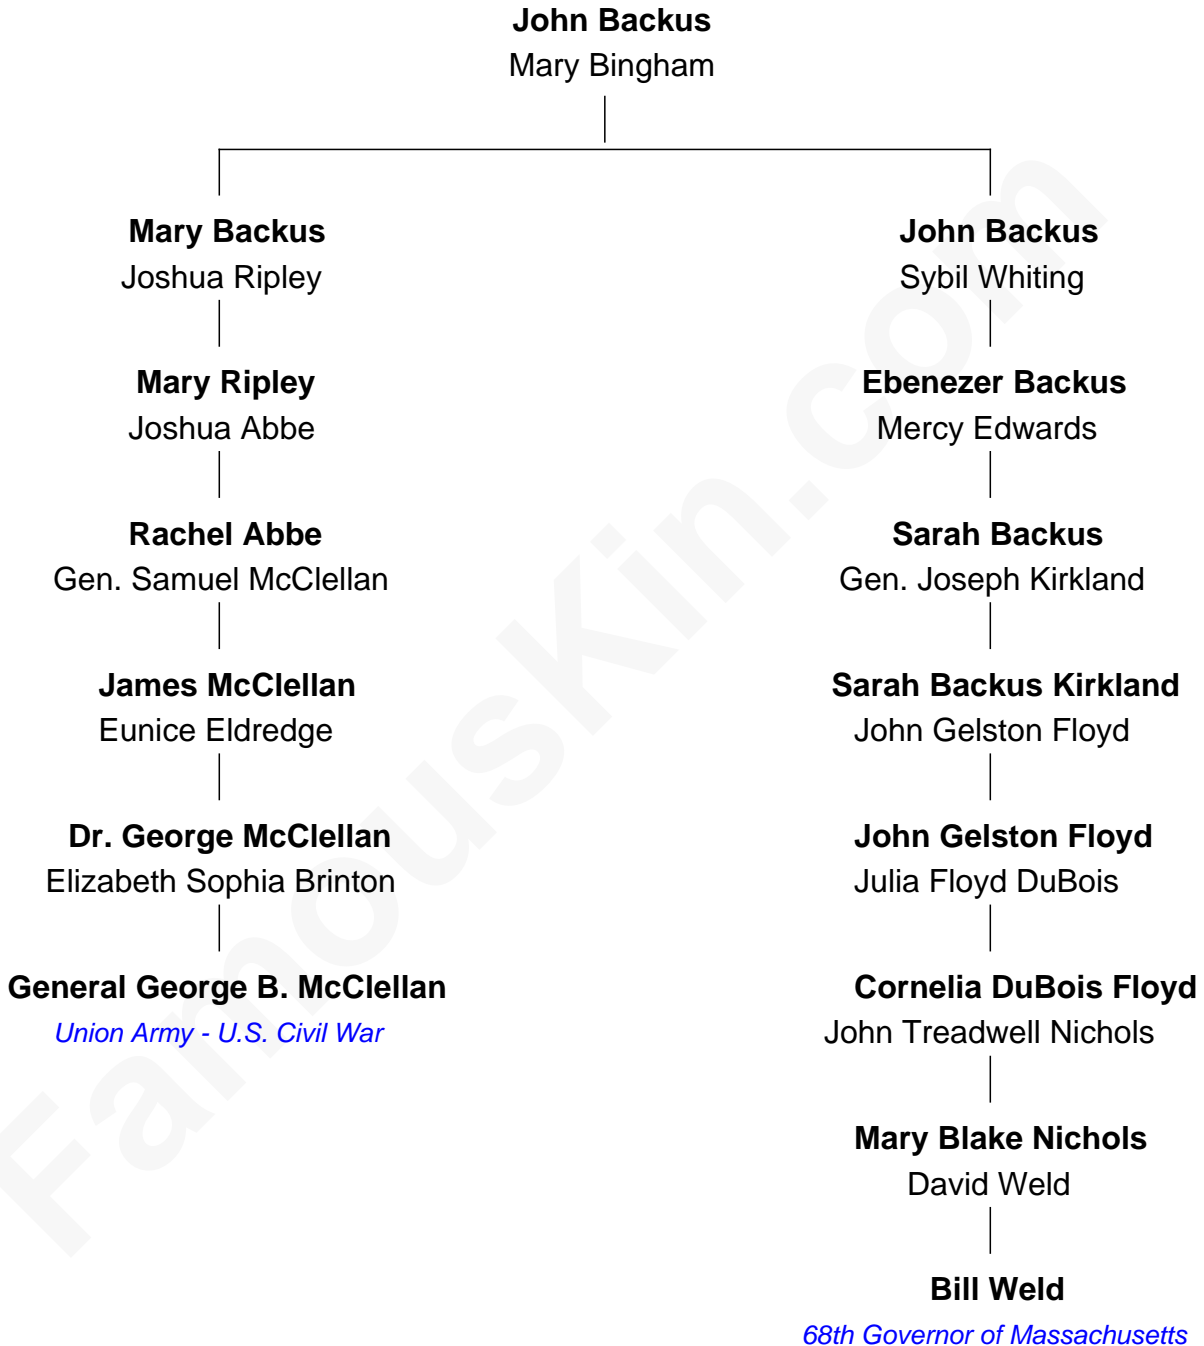 John Backus
Mary Bingham
Mary Backus
Joshua Ripley
John Backus
Sybil Whiting
Mary Ripley
Joshua Abbe
Ebenezer Backus
Mercy Edwards
Rachel Abbe
Gen. Samuel McClellan
Sarah Backus
Gen. Joseph Kirkland
James McClellan
Eunice Eldredge
Sarah Backus Kirkland
John Gelston Floyd
Dr. George McClellan
Elizabeth Sophia Brinton
John Gelston Floyd
Julia Floyd DuBois
General George B. McClellan
Union Army - U.S. Civil War
Cornelia DuBois Floyd
John Treadwell Nichols
Mary Blake Nichols
David Weld
Bill Weld
68th Governor of Massachusetts
FamousKin.com